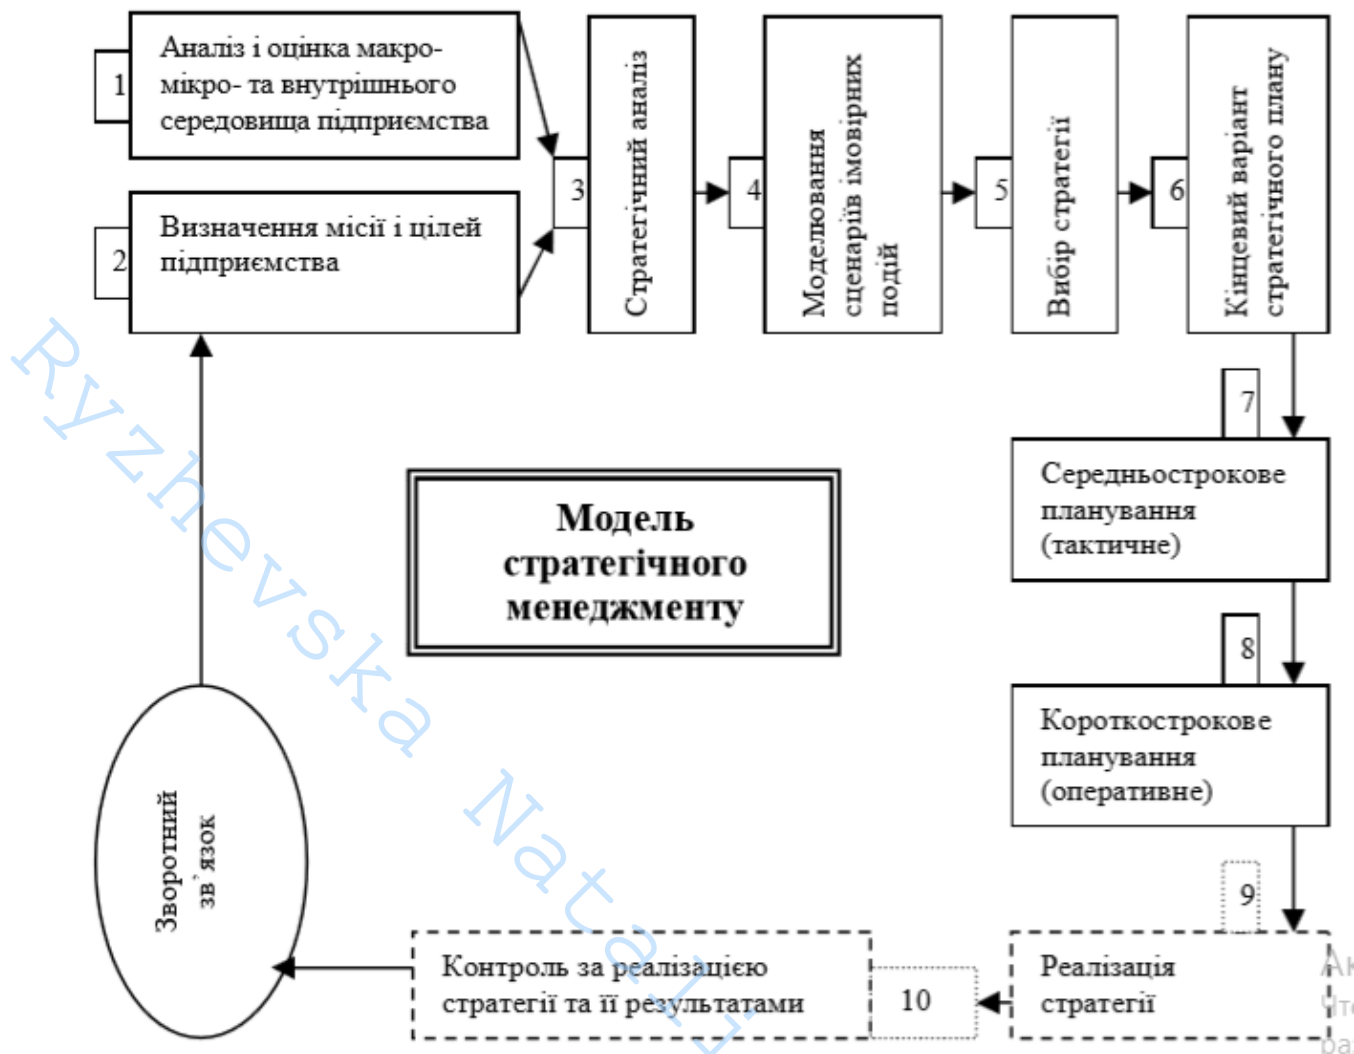 1
Аналіз і оцінка макро-
мікро- та внутрішнього
середовища підприємства
2
Визначення місії і цілей
підприємства
3
Стратегічний аналіз
4
Моделювання
сценаріїв імовірних
подій
5
Вибір стратегії
6
Кінцевий варіант
стратегічного плану
7
Середньострокове
планування
(тактичне)
Модель
стратегічного
менеджменту
8
Короткострокове
планування
(оперативне)
9
Реалізація
стратегії
10
Контроль за реалізацією
стратегії та її результатами
Зворотний
зв`язок
Ryzhevska